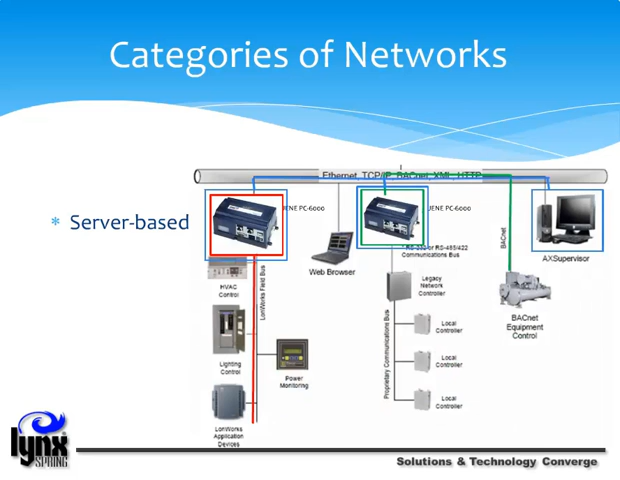 Categories of Networks
Ethernet, TCP/IP, BACnet, XML, HTTP
* Server-based
JENE PC-6000
JENE PC-6000
RS-232 or RS-485/422
Communications Bus
BACnet
AXSupervisor
Web Browser
HVAC
Control
LonWorks Field Bus
Legacy
Network
Controller
BACnet
Equipment
Control
Lighting
Control
Power
Monitoring
Proprietary Communications Bus
Local
Controller
Local
Controller
Local
Controller
LonWorks
Application
Devices
lynx
SPRING
Solutions & Technology Converge